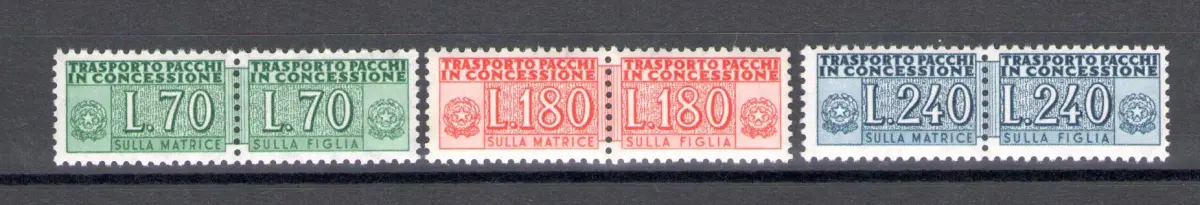 TRASPORTO PACCHI TRASPORTO PACCHI
IN CONCESSIONE IN CONCESSIONE
L.70 L.70
SULLA MATRICE SULLA FIGLIA
TRASPORTO PACCHI TRASPORTO PACCHI
IN CONCESSIONE IN CONCESSIONE
L.180 L.180
SULLA MATRICE SULLA FIGLIA
TRASPORTO PACCHI TRASPORTO PACCHI
IN CONCESSIONE IN CONCESSIONE
L.240 L.240
SULLA MATRICE SULLA FIGLIA